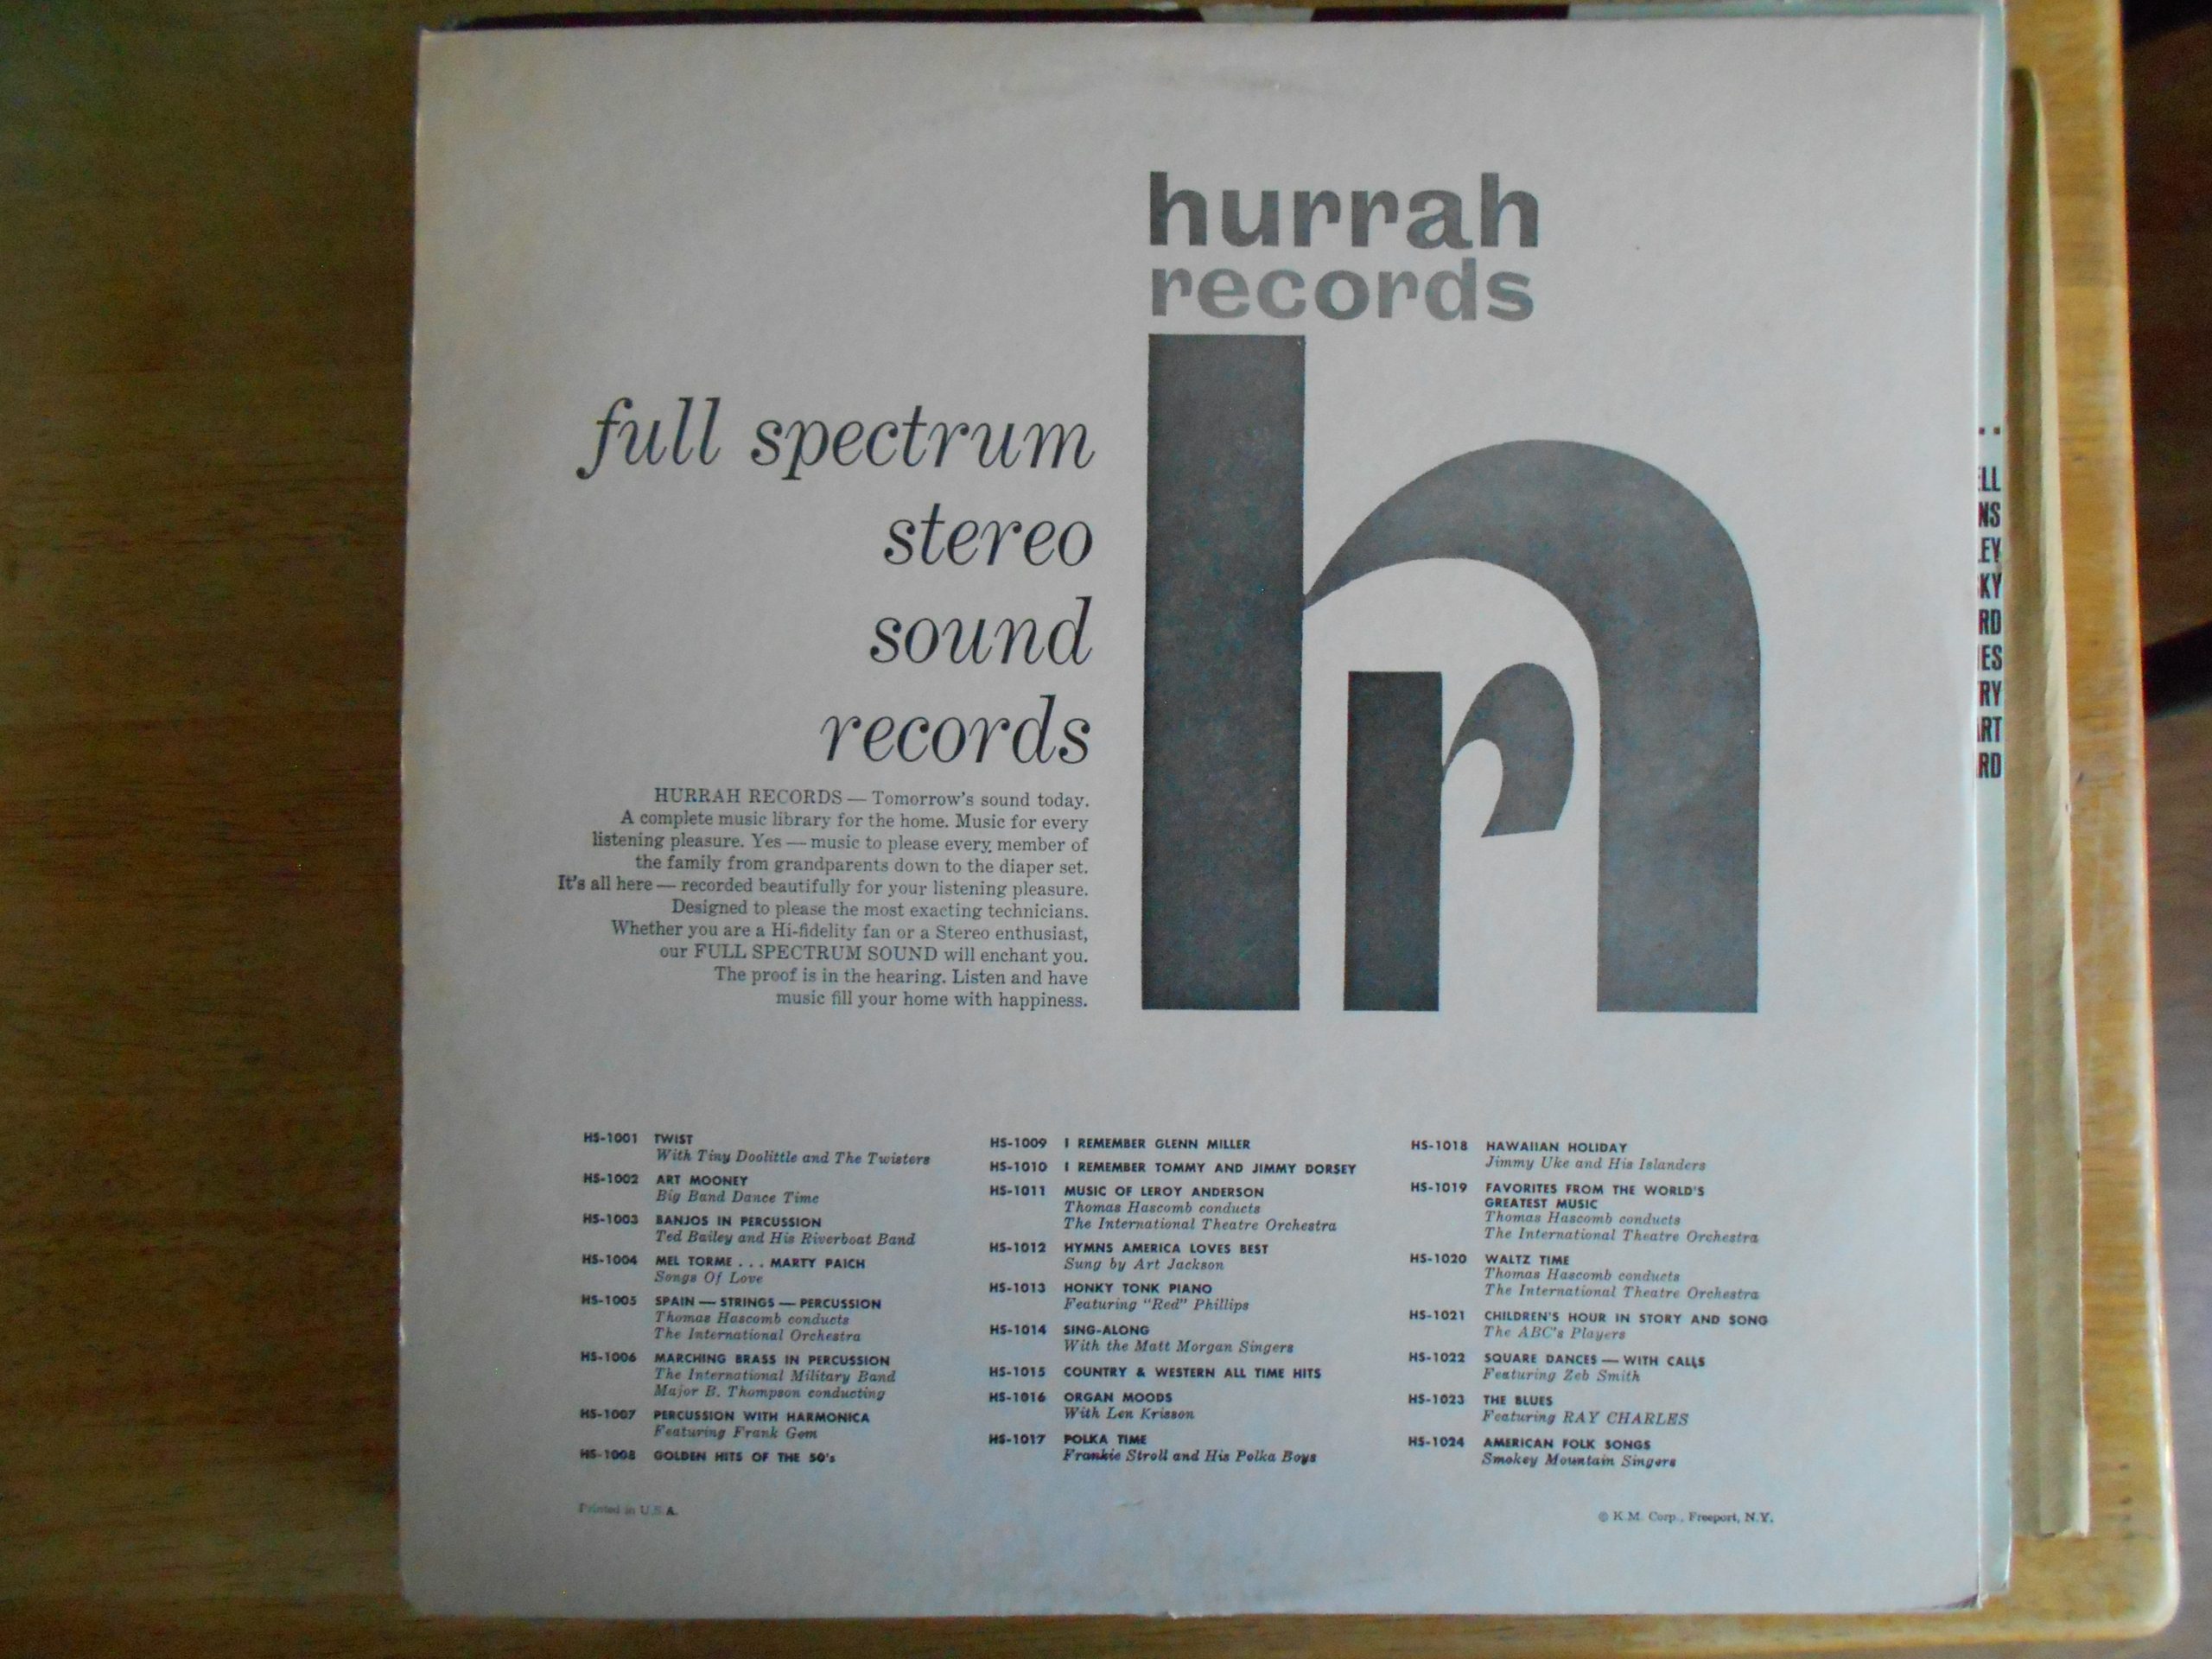 hurrah
records
full spectrum
stereo
sound
records
HURRAH RECORDS — Tomorrow's sound today.
A complete music library for the home. Music for every
listening pleasure. Yes — music to please every member of
the family from grandparents down to the diaper set.
It's all here — recorded beautifully for your listening pleasure.
Designed to please the most exacting technicians.
Whether you are a Hi-fidelity fan or a Stereo enthusiast,
our FULL SPECTRUM SOUND will enchant you.
The proof is in the hearing. Listen and have
music fill your home with happiness.
hr
HS-1001 TWIST
With Tiny Doolittle and The Twisters
HS-1002 ART MOONEY
Big Band Dance Time
HS-1003 BANJOS IN PERCUSSION
Ted Bailey and His Riverboat Band
HS-1004 MEL TORME . . . MARTY PAICH
Songs Of Love
HS-1005 SPAIN — STRINGS — PERCUSSION
Thomas Hascomb conducts
The International Orchestra
HS-1006 MARCHING BRASS IN PERCUSSION
The International Military Band
Major B. Thompson conducting
HS-1007 PERCUSSION WITH HARMONICA
Featuring Frank Gem
HS-1008 GOLDEN HITS OF THE 50's
HS-1009 I REMEMBER GLENN MILLER
HS-1010 I REMEMBER TOMMY AND JIMMY DORSEY
HS-1011 MUSIC OF LEROY ANDERSON
Thomas Hascomb conducts
The International Theatre Orchestra
HS-1012 HYMNS AMERICA LOVES BEST
Sung by Art Jackson
HS-1013 HONKY TONK PIANO
Featuring "Red" Phillips
HS-1014 SING-ALONG
With the Matt Morgan Singers
HS-1015 COUNTRY & WESTERN ALL TIME HITS
HS-1016 ORGAN MOODS
With Len Krisson
HS-1017 POLKA TIME
Frankie Stroll and His Polka Boys
HS-1018 HAWAIIAN HOLIDAY
Jimmy Uke and His Islanders
HS-1019 FAVORITES FROM THE WORLD'S
GREATEST MUSIC
Thomas Hascomb conducts
The International Theatre Orchestra
HS-1020 WALTZ TIME
Thomas Hascomb conducts
The International Theatre Orchestra
HS-1021 CHILDREN'S HOUR IN STORY AND SONG
The ABC's Players
HS-1022 SQUARE DANCES — WITH CALLS
Featuring Zeb Smith
HS-1023 THE BLUES
Featuring RAY CHARLES
HS-1024 AMERICAN FOLK SONGS
Smokey Mountain Singers
Printed in U.S.A.
© K.M. Corp., Freeport, N.Y.